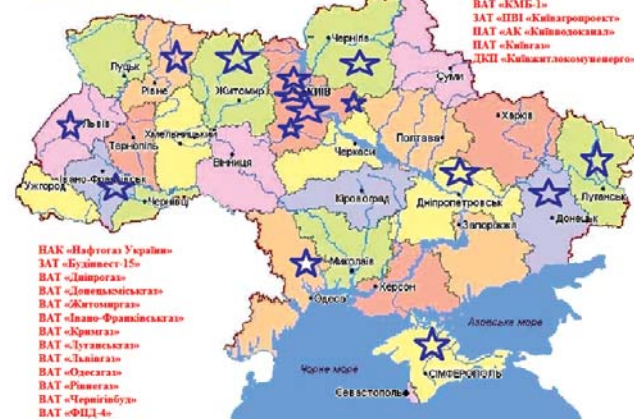 ВАТ «КМБ-1»
ЗАТ «ПВІ «Київагропроект»
ПАТ «АК «Київводоканал»
ПАТ «Київгаз»
ДКП «Київжитлокомуненерго»
Чернігів
Луцьк
Рівне
Житомир
КИЇВ
Суми
Львів
Тернопіль
Хмельницький
Полтава
Харків
Вінниця
Черкаси
Ужгород
Івано-Франківськ
Чернівці
Кіровоград
Дніпропетровськ
Луганськ
Донецьк
Запоріжжя
Миколаїв
Одеса
Херсон
Азовське море
Чорне море
СІМФЕРОПОЛЬ
Севастополь
НАК «Нафтогаз України»
ЗАТ «Будінвест-15»
ВАТ «Дніпрогаз»
ВАТ «Донецькміськгаз»
ВАТ «Житомиргаз»
ВАТ «Івано-Франківськгаз»
ВАТ «Кримгаз»
ВАТ «Луганськгаз»
ВАТ «Львівгаз»
ВАТ «Одесагаз»
ВАТ «Рівнегаз»
ВАТ «Чернігівбуд»
ВАТ «ФПД-4»